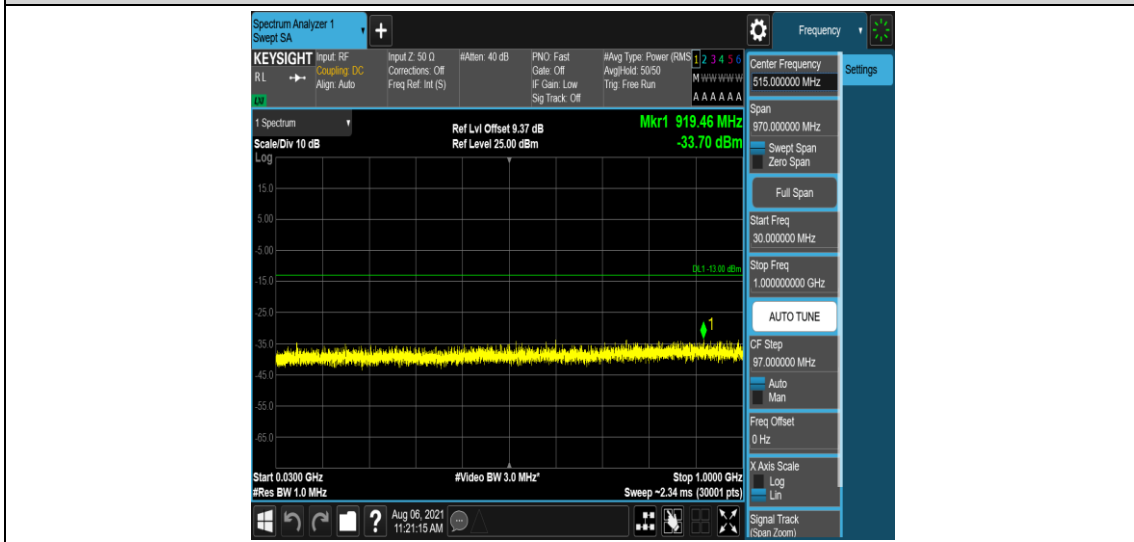 Spectrum Analyzer 1
Swept SA
+
Frequency
KEYSIGHT
RL
LXI
Input: RF
Coupling: DC
Align: Auto
Input Z: 50 Ω
Corrections: Off
Freq Ref: Int (S)
#Atten: 40 dB
PNO: Fast
Gate: Off
IF Gain: Low
Sig Track: Off
#Avg Type: Power (RMS
Avg|Hold: 50/50
Trig: Free Run
1 2 3 4 5 6
M W W W W W
A A A A A A
1 Spectrum
Scale/Div 10 dB
Log
Ref Lvl Offset 9.37 dB
Ref Level 25.00 dBm
Mkr1 919.46 MHz
-33.70 dBm
15.0
5.00
-5.00
DL1 -13.00 dBm
-15.0
-25.0
1
-35.0
-45.0
-55.0
-65.0
Start 0.0300 GHz
#Res BW 1.0 MHz
#Video BW 3.0 MHz*
Stop 1.0000 GHz
Sweep ~2.34 ms (30001 pts)
?
Aug 06, 2021
11:21:15 AM
Center Frequency
515.000000 MHz
Settings
Span
970.000000 MHz
Swept Span
Zero Span
Full Span
Start Freq
30.000000 MHz
Stop Freq
1.000000000 GHz
AUTO TUNE
CF Step
97.000000 MHz
Auto
Man
Freq Offset
0 Hz
X Axis Scale
Log
Lin
Signal Track
(Span Zoom)